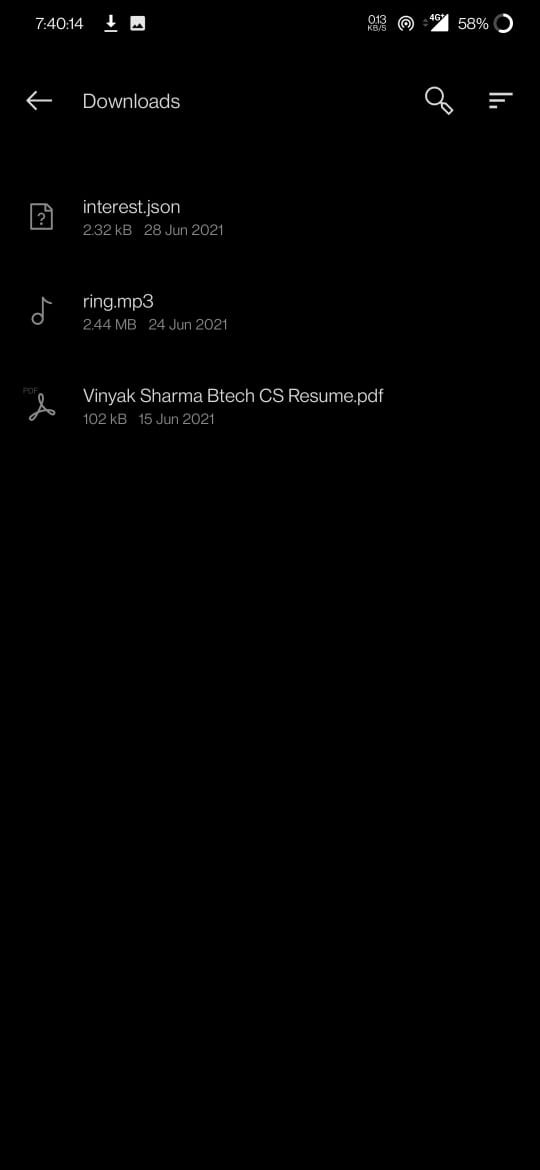 7:40:14
0.13 KB/S 4G+ 58%
Downloads
interest.json
2.32 kB 28 Jun 2021
ring.mp3
2.44 MB 24 Jun 2021
PDF
Vinyak Sharma Btech CS Resume.pdf
102 kB 15 Jun 2021